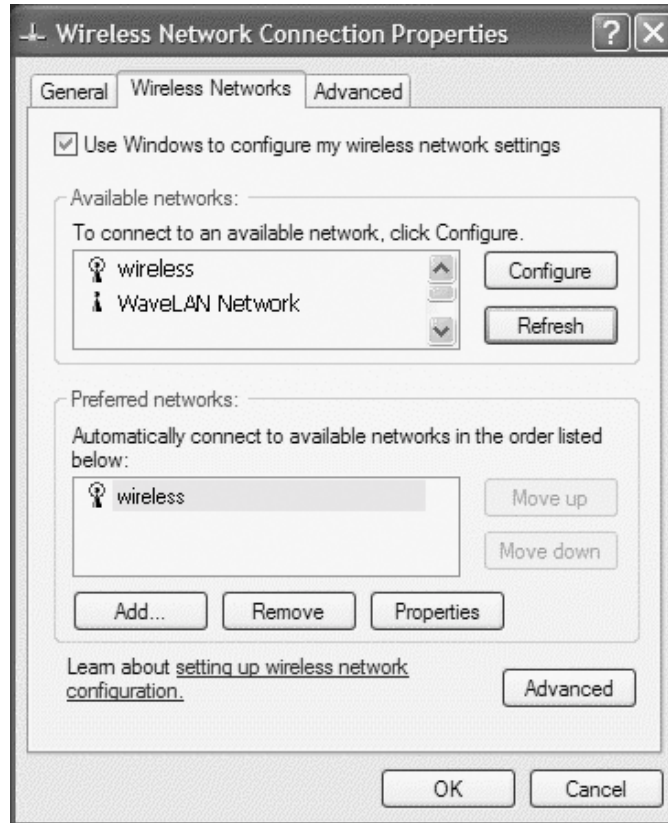 Wireless Network Connection Properties
General
Wireless Networks
Advanced
Use Windows to configure my wireless network settings
Available networks:
To connect to an available network, click Configure.
wireless
WaveLAN Network
Configure
Refresh
Preferred networks:
Automatically connect to available networks in the order listed
below:
wireless
Move up
Move down
Add...
Remove
Properties
Learn about setting up wireless network
configuration.
Advanced
OK
Cancel